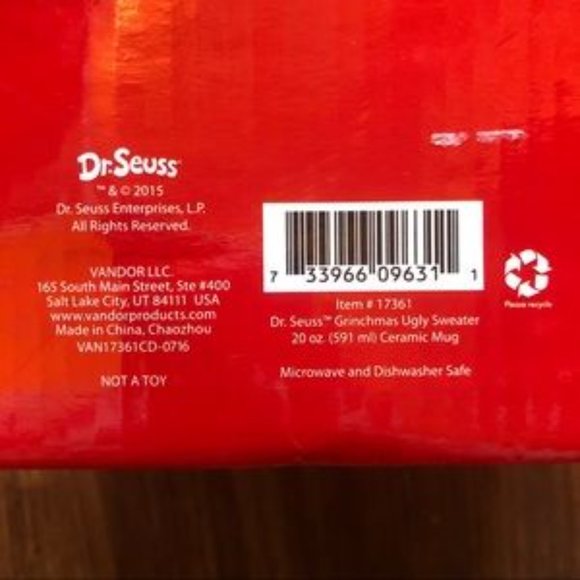 Dr. Seuss™
™ & © 2015
Dr. Seuss Enterprises, L.P.
All Rights Reserved.
VANDOR LLC.
165 South Main Street, Ste #400
Salt Lake City, UT 84111 USA
www.vandorproducts.com
Made in China, Chaozhou
VAN17361CD-0716
NOT A TOY
7 33966 09631 1
Item # 17361
Dr. Seuss™ Grinchmas Ugly Sweater
20 oz. (591 ml) Ceramic Mug
Microwave and Dishwasher Safe
Please recycle